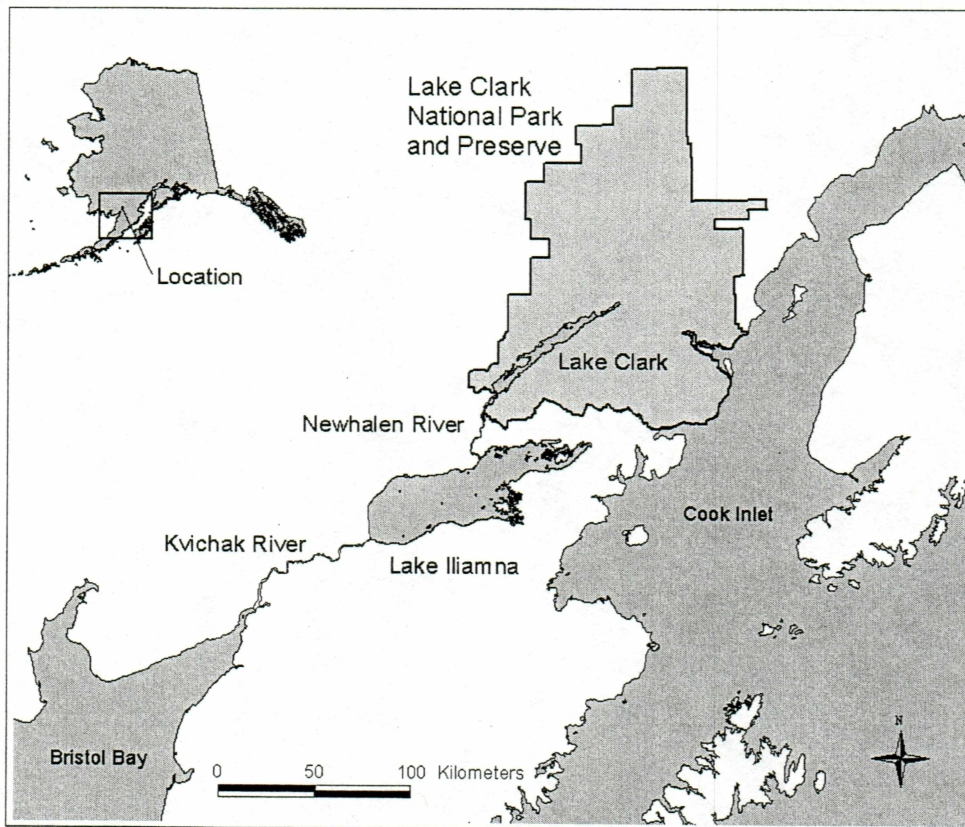 Lake Clark
National Park
and Preserve
Location
Lake Clark
Newhalen River
Cook Inlet
Kvichak River
Lake Iliamna
Bristol Bay
N
0 50 100 Kilometers